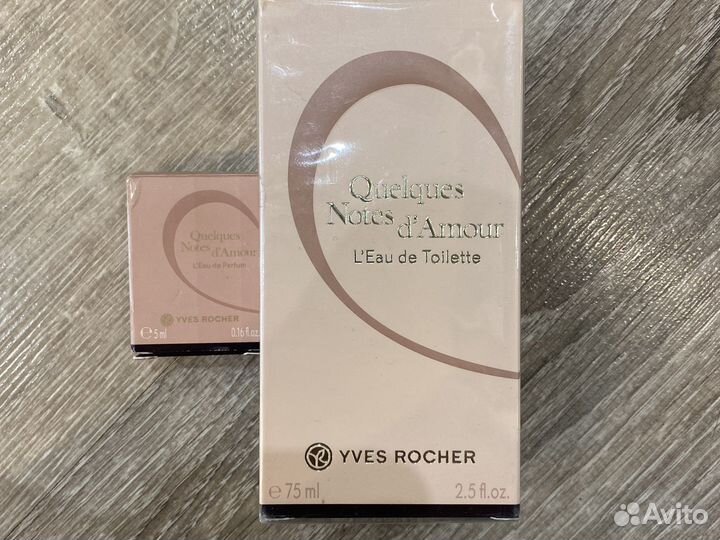 Quelques
Notes d'Amour
L'Eau de Parfum
YVES ROCHER
℮ 5 ml 0.16 fl.oz.
Quelques
Notes d'Amour
L'Eau de Toilette
YVES ROCHER
℮ 75 ml 2.5 fl.oz.
Avito